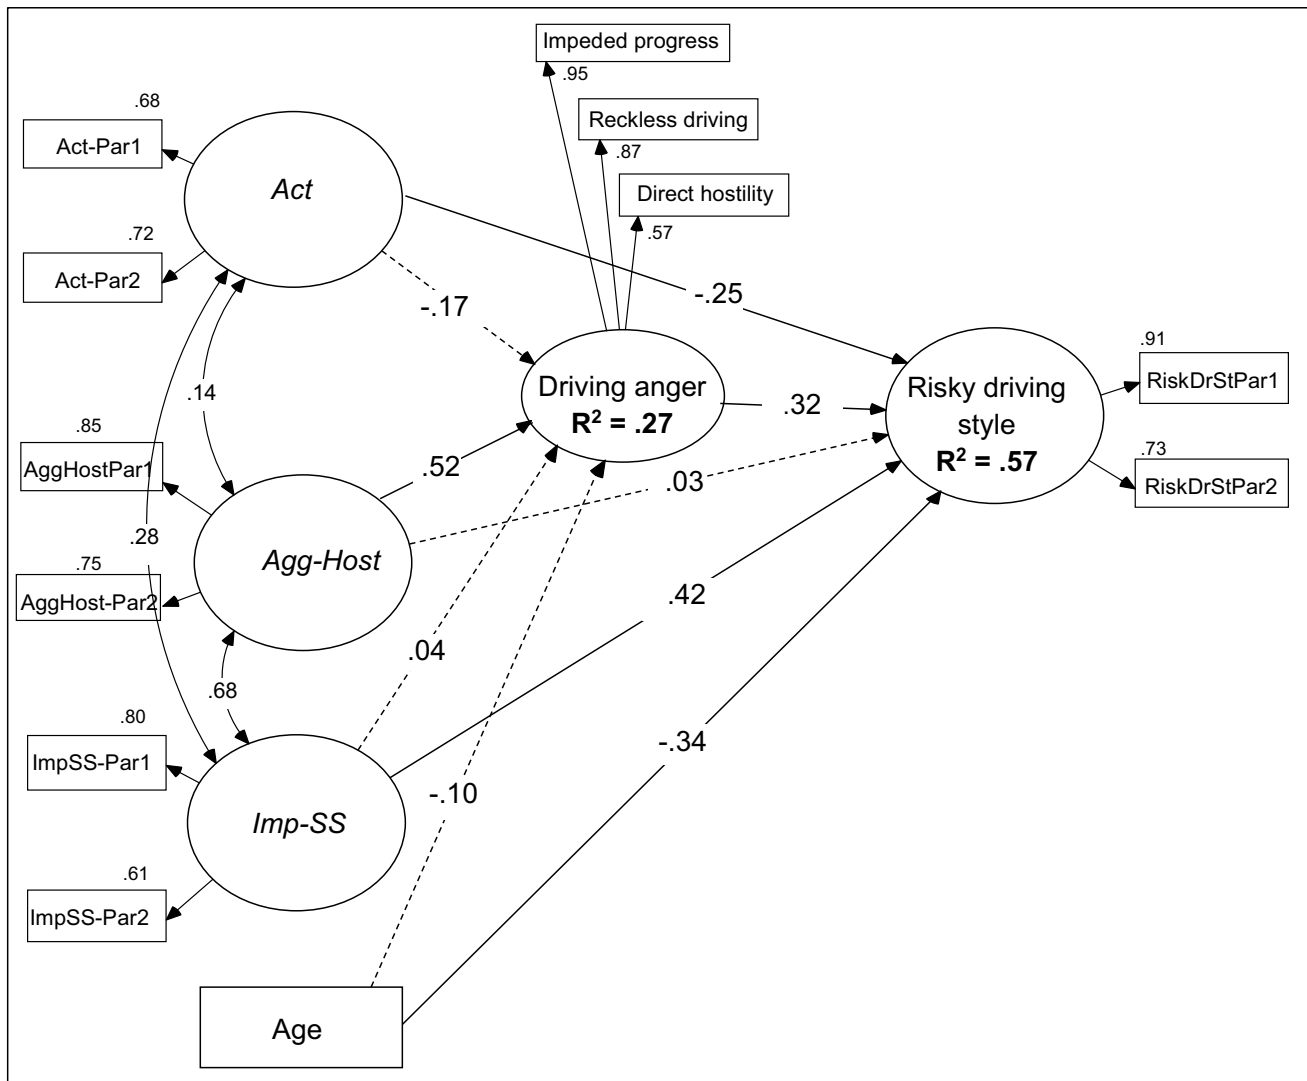 Impeded progress
.95
Reckless driving
.87
Direct hostility
.57
.68
Act-Par1
Act
.72
Act-Par2
-.17
-.25
.14
Driving anger
R² = .27
.32
Risky driving
style
R² = .57
.91
RiskDrStPar1
.73
RiskDrStPar2
.85
AggHostPar1
.52
.03
.28
Agg-Host
.75
AggHost-Par2
.42
.04
.68
.80
ImpSS-Par1
Imp-SS
-.34
-.10
.61
ImpSS-Par2
Age